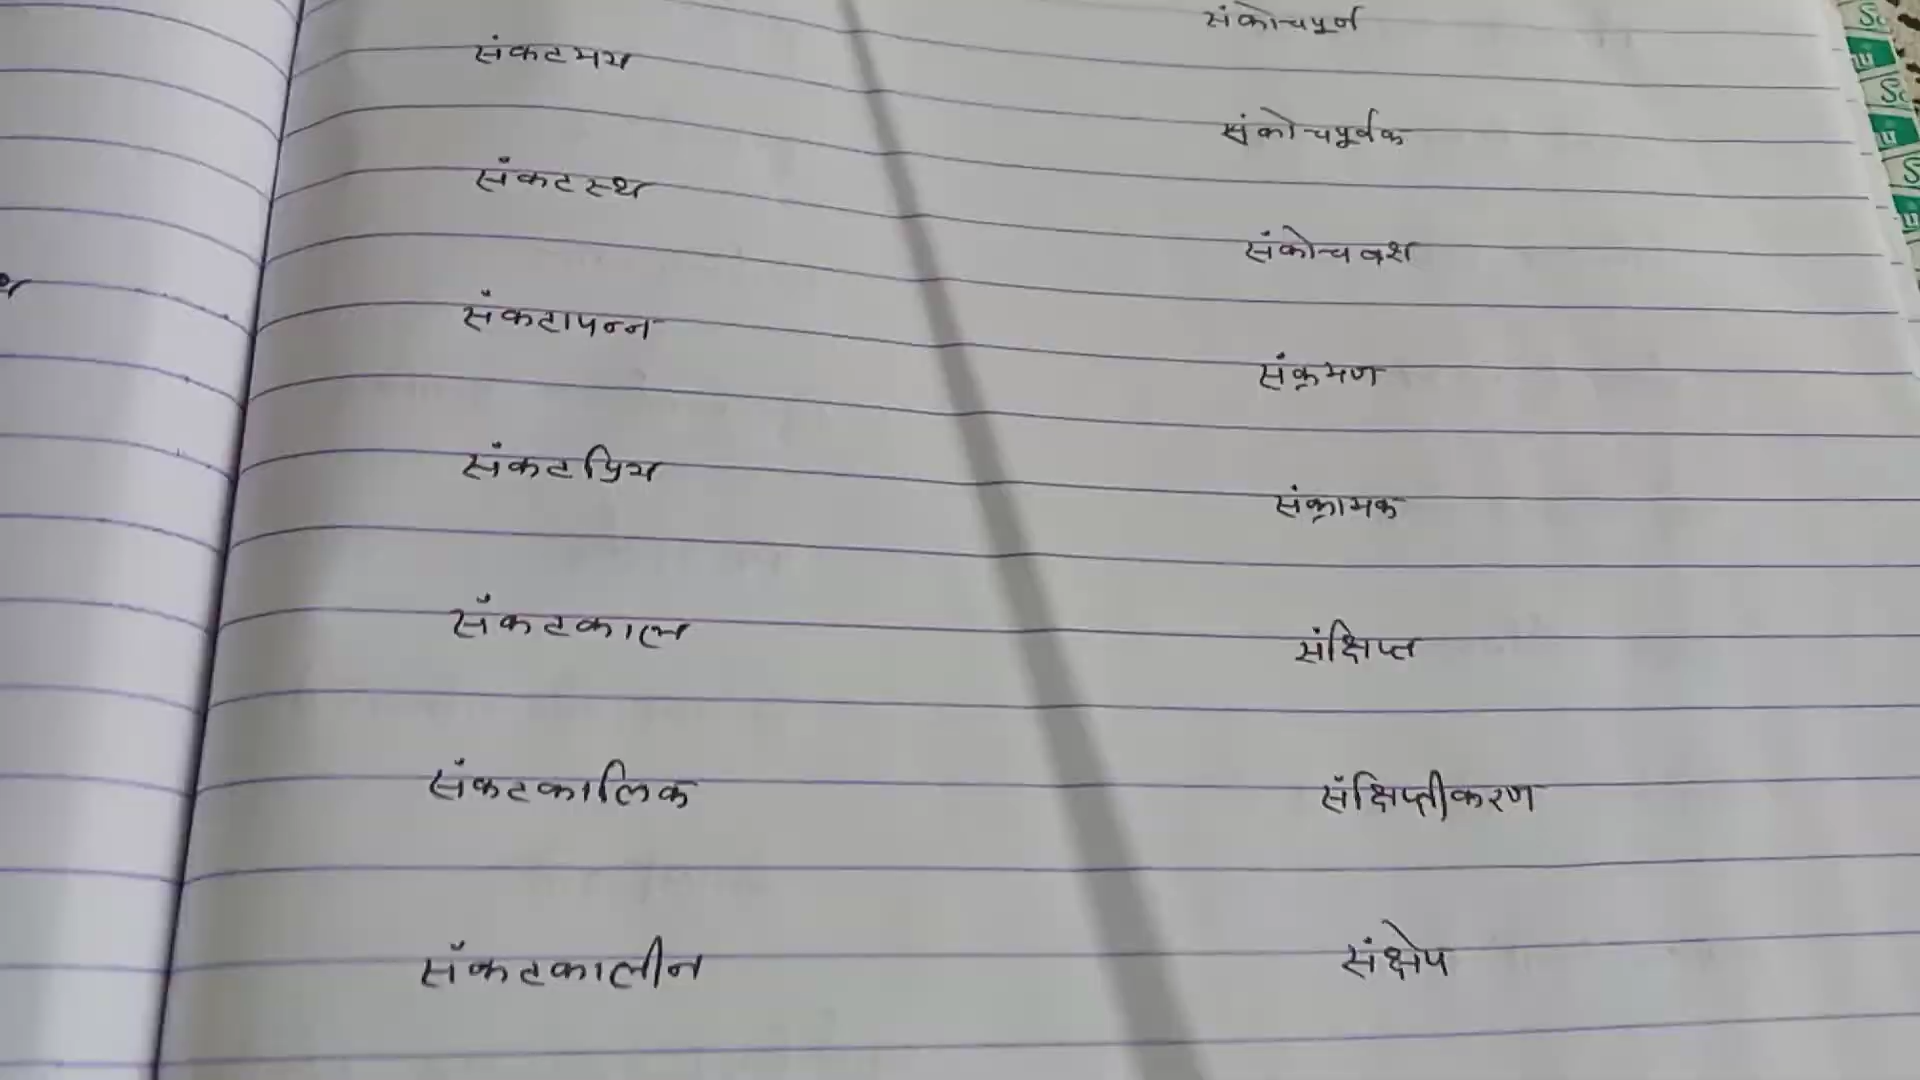 संकटमय
संकटस्थ
संकटापन्न
संकटप्रिय
संकटकाल
संकटकालिक
संकटकालीन
संकोचपूर्ण
संकोचपूर्वक
संकोचवश
संक्रमण
संक्रामक
संक्षिप्त
संक्षिप्तीकरण
संक्षेप